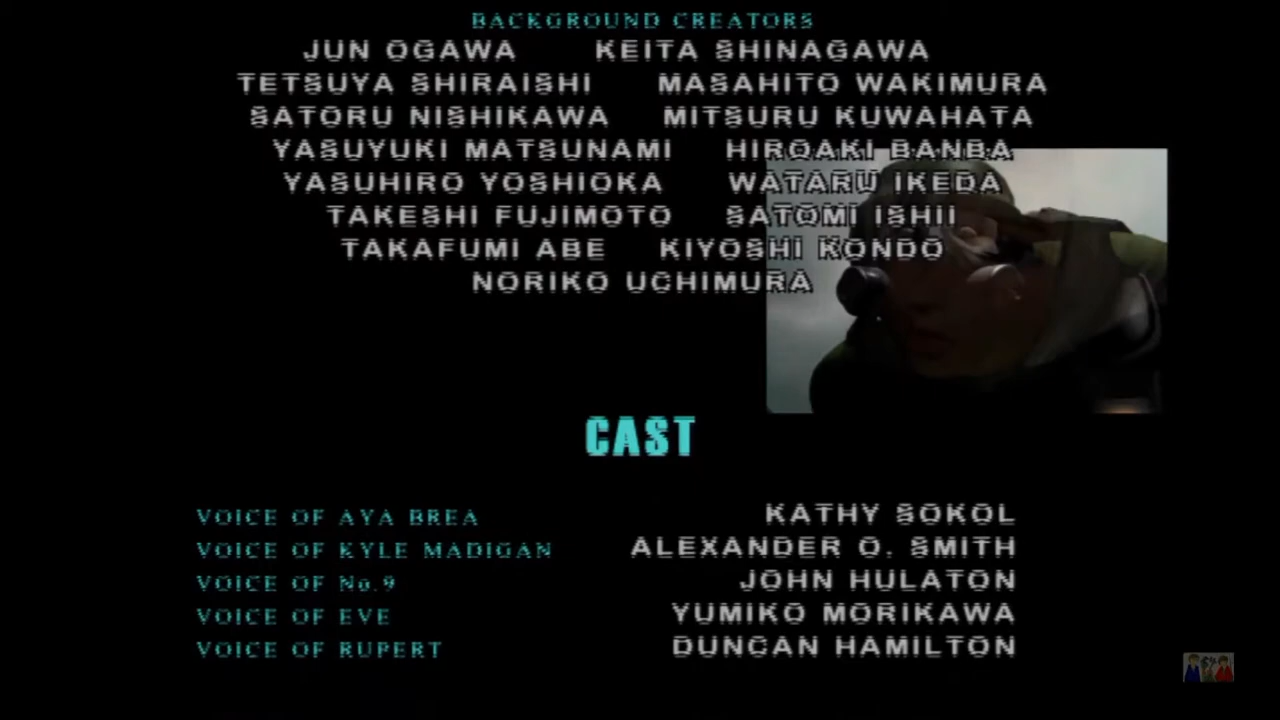 BACKGROUND CREATORS
JUN OGAWA KEITA SHINAGAWA
TETSUYA SHIRAISHI MASAHITO WAKIMURA
SATORU NISHIKAWA MITSURU KUWAHATA
YASUYUKI MATSUNAMI HIROAKI BANBA
YASUHIRO YOSHIOKA WATARU IKEDA
TAKESHI FUJIMOTO SATOMI ISHII
TAKAFUMI ABE KIYOSHI KONDO
NORIKO UCHIMURA
CAST
VOICE OF AYA BREA KATHY SOKOL
VOICE OF KYLE MADIGAN ALEXANDER O. SMITH
VOICE OF No.9 JOHN HULATON
VOICE OF EVE YUMIKO MORIKAWA
VOICE OF RUPERT DUNCAN HAMILTON